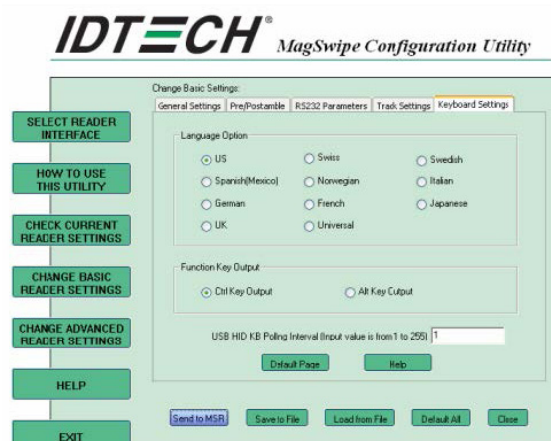 IDTECH® MagSwipe Configuration Utility
Change Basic Settings:
General Settings Pre/Postamble RS232 Parameters Track Settings Keyboard Settings
SELECT READER
INTERFACE
HOW TO USE
THIS UTILITY
CHECK CURRENT
READER SETTINGS
CHANGE BASIC
READER SETTINGS
CHANGE ADVANCED
READER SETTINGS
HELP
EXIT
Language Option
US Swiss Swedish
Spanish(Mexico) Norwegian Italian
German French Japanese
UK Universal
Function Key Output
Ctrl Key Output Alt Key Output
USB HID KB Polling Interval (Input value is from 1 to 255) 1
Default Page Help
Send to MSR Save to File Load from File Default All Close